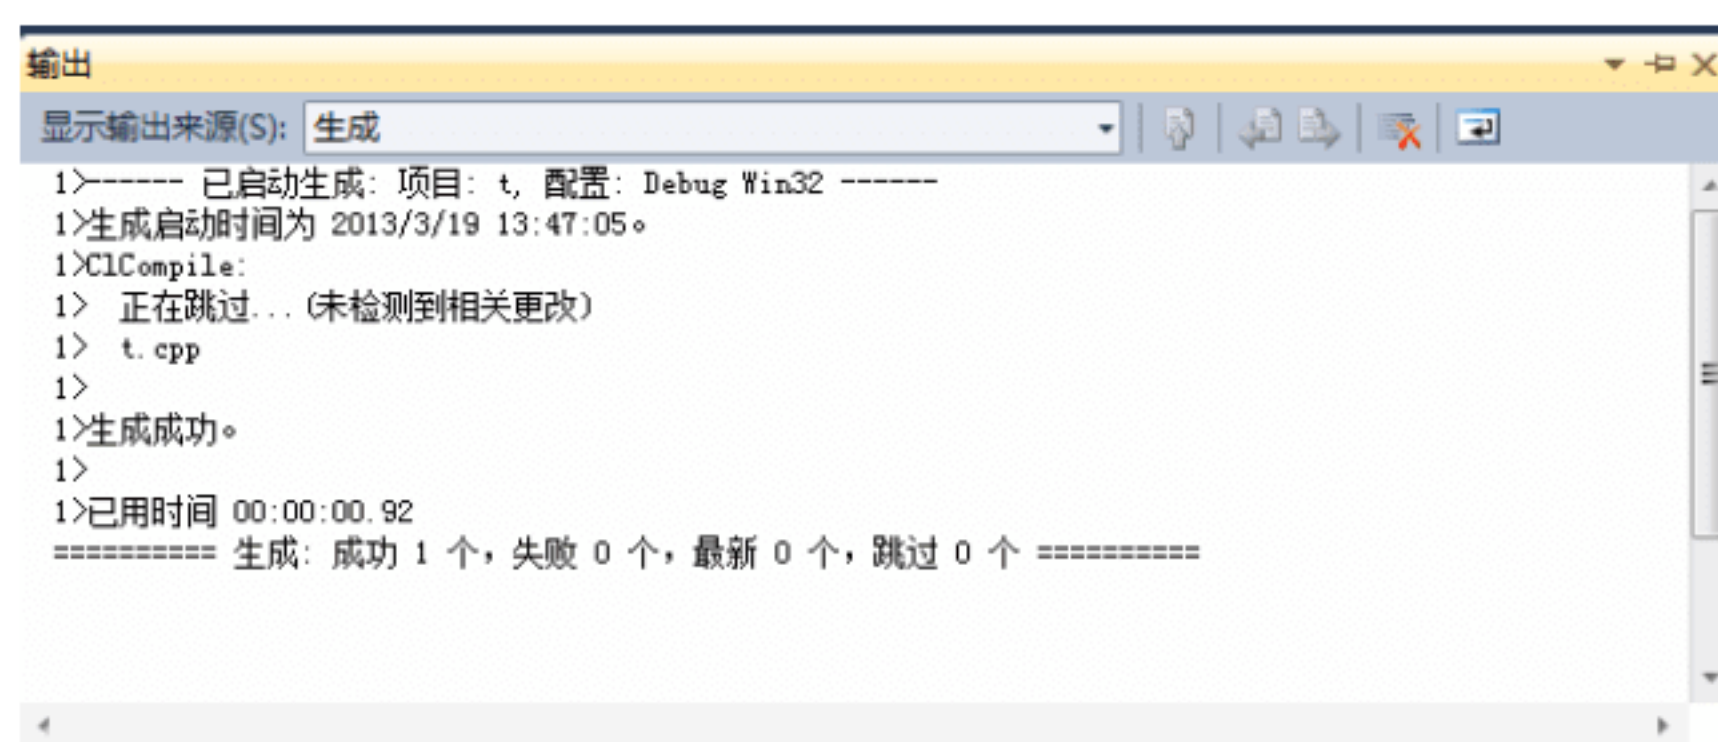 输出
显示输出来源(S): 生成
1>------ 已启动生成: 项目: t, 配置: Debug Win32 ------
1>生成启动时间为 2013/3/19 13:47:05。
1>ClCompile:
1>  正在跳过...(未检测到相关更改)
1>  t.cpp
1>
1>生成成功。
1>
1>已用时间 00:00:00.92
========== 生成: 成功 1 个，失败 0 个，最新 0 个，跳过 0 个 ==========